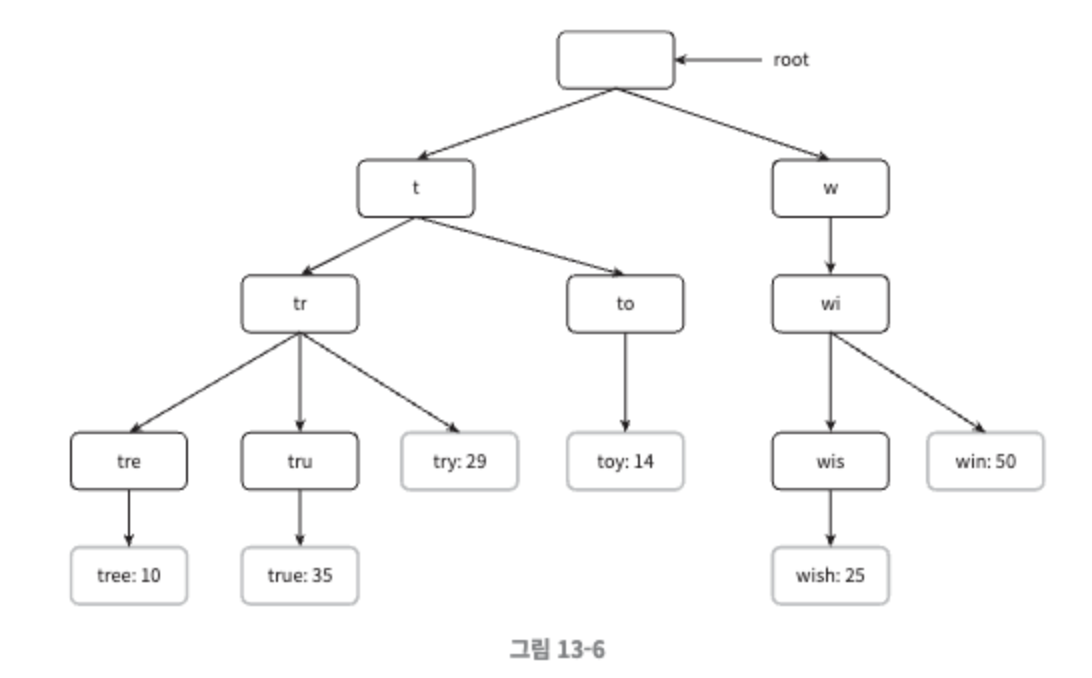 root
t
w
tr
to
wi
tre
tru
try: 29
toy: 14
wis
win: 50
tree: 10
true: 35
wish: 25
그림 13-6